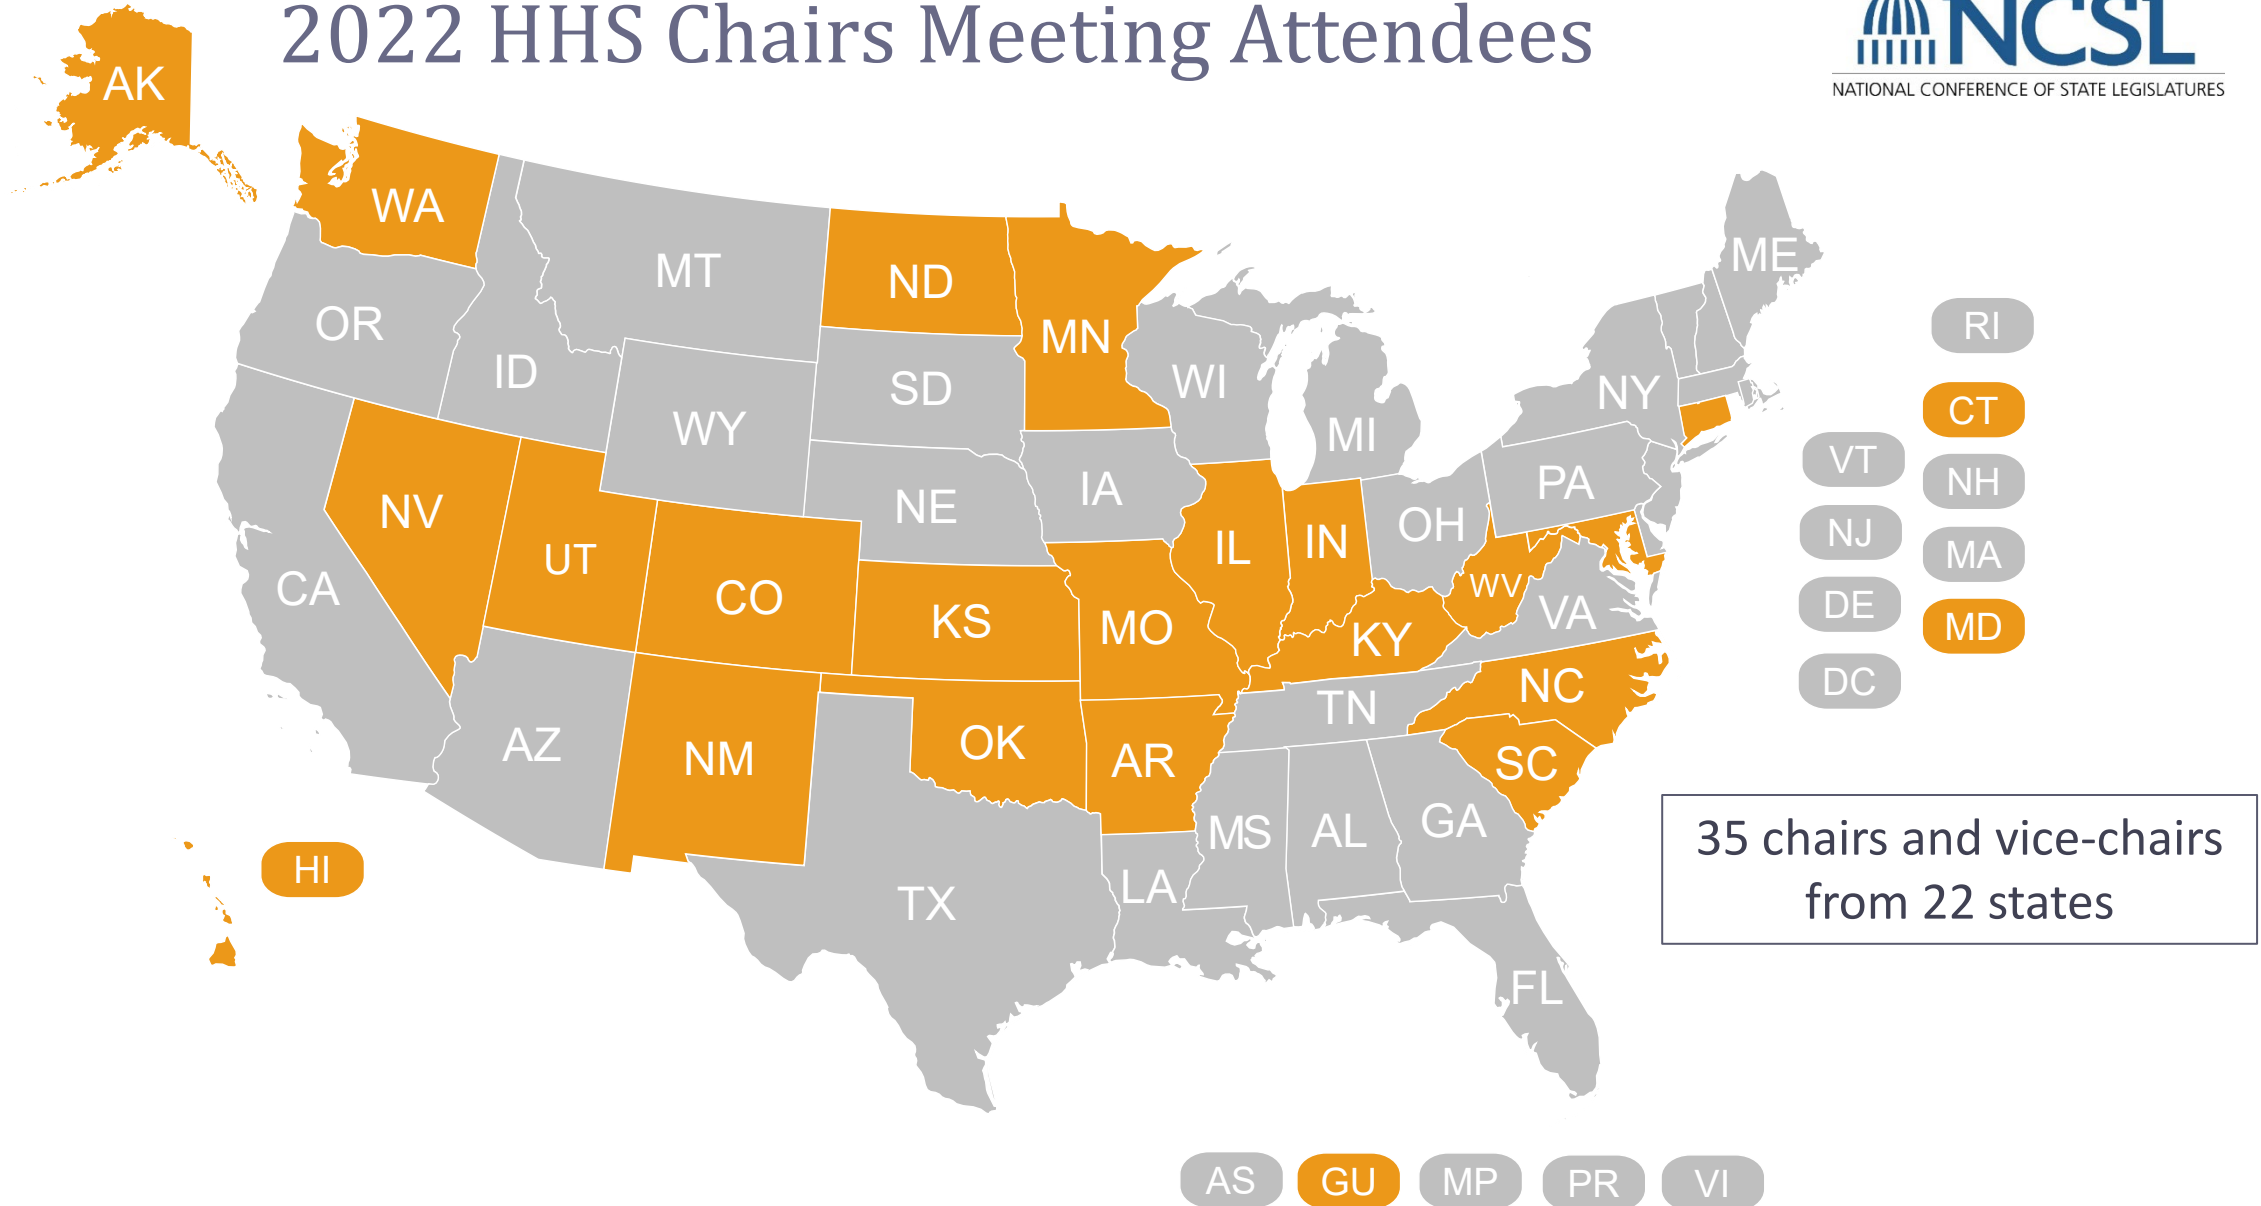 2022 HHS Chairs Meeting Attendees
NCSL
NATIONAL CONFERENCE OF STATE LEGISLATURES
AK
WA
MT
ND
MN
ME
OR
ID
WY
SD
WI
MI
NY
RI
CT
VT
NH
NV
UT
CO
NE
IA
IL
IN
OH
PA
NJ
MA
CA
KS
MO
KY
WV
VA
DE
MD
AZ
NM
OK
AR
TN
NC
SC
DC
HI
TX
LA
MS
AL
GA
FL
35 chairs and vice-chairs
from 22 states
AS
GU
MP
PR
VI